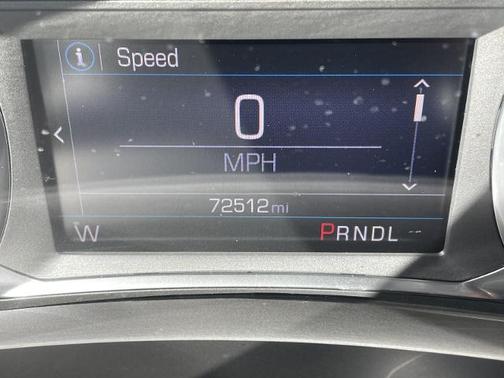 i Speed
0
MPH
72512 mi
W PRNDL